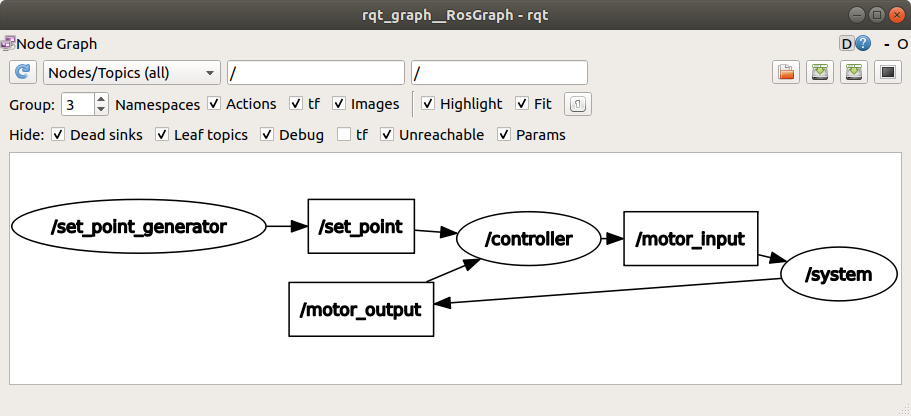 rqt_graph__RosGraph - rqt
Node Graph D ? - O
Nodes/Topics (all) / /
Group: 3 Namespaces Actions tf Images Highlight Fit
Hide: Dead sinks Leaf topics Debug tf Unreachable Params
/set_point_generator
/set_point
/controller
/motor_input
/system
/motor_output